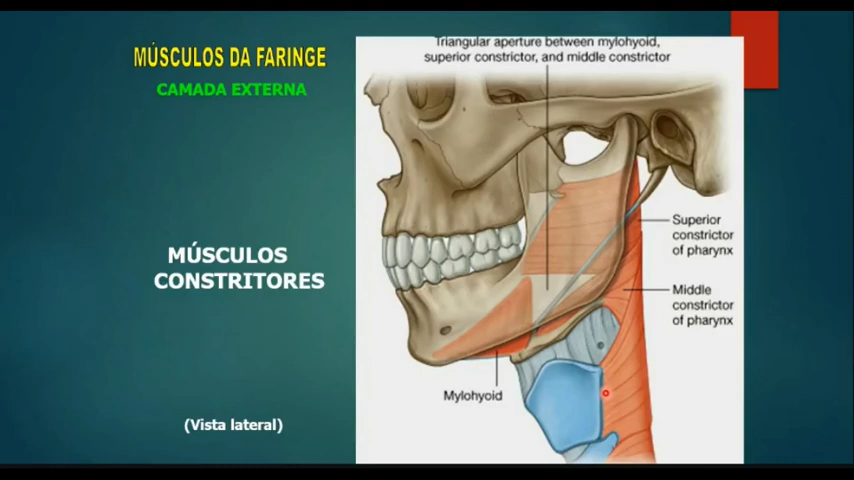 MÚSCULOS DA FARINGE
CAMADA EXTERNA
MÚSCULOS
CONSTRITORES
(Vista lateral)
Triangular aperture between mylohyoid,
superior constrictor, and middle constrictor
Superior
constrictor
of pharynx
Middle
constrictor
of pharynx
Mylohyoid